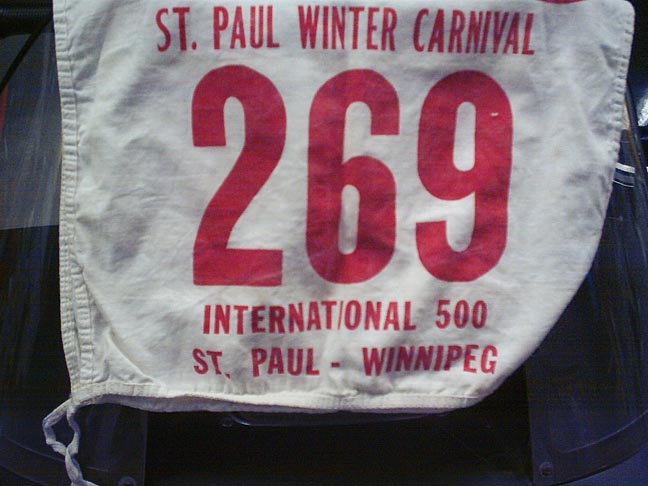 ST. PAUL WINTER CARNIVAL
269
INTERNATIONAL 500
ST. PAUL - WINNIPEG